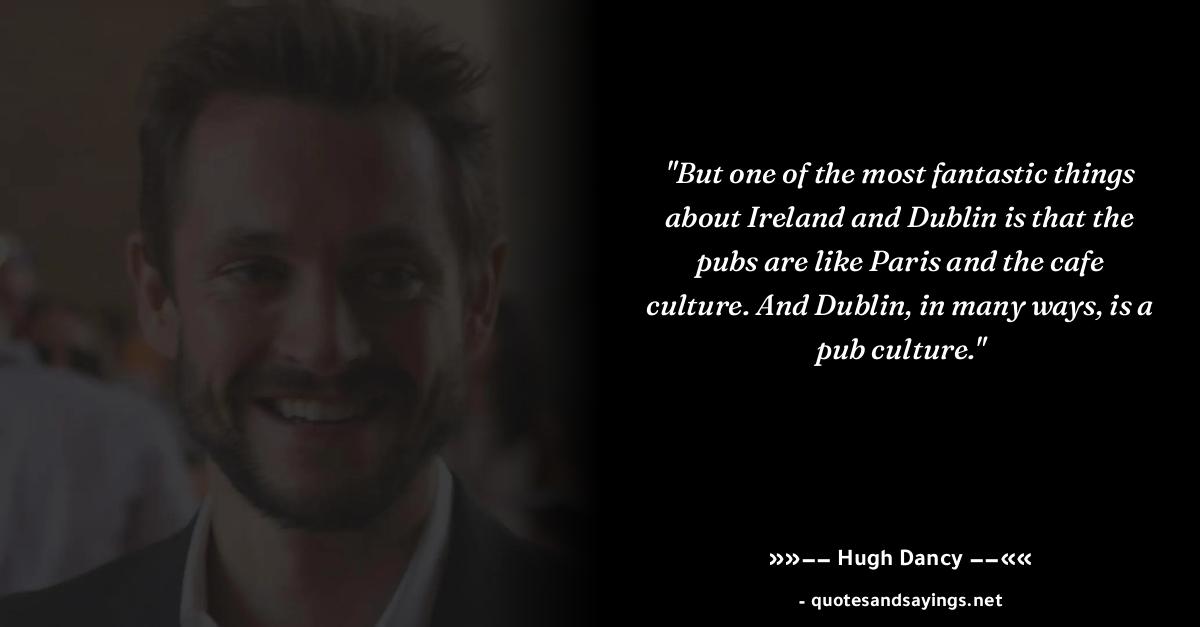 "But one of the most fantastic things
about Ireland and Dublin is that the
pubs are like Paris and the cafe
culture. And Dublin, in many ways, is a
pub culture."
»»−− Hugh Dancy −−««
- quotesandsayings.net